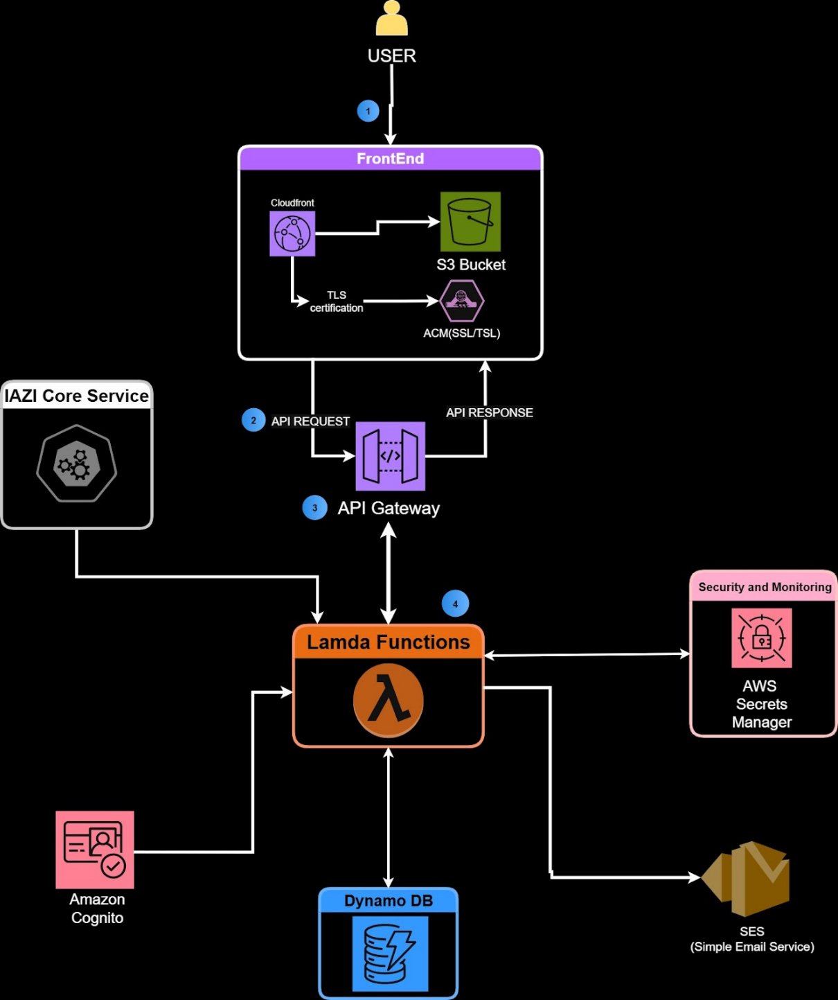 USER
1
FrontEnd
Cloudfront
S3 Bucket
TLS
certification
ACM(SSL/TSL)
IAZI Core Service
2
API REQUEST
API RESPONSE
</>
3
API Gateway
4
Security and Monitoring
Lamda Functions
AWS
Secrets
Manager
Amazon
Cognito
Dynamo DB
SES
(Simple Email Service)